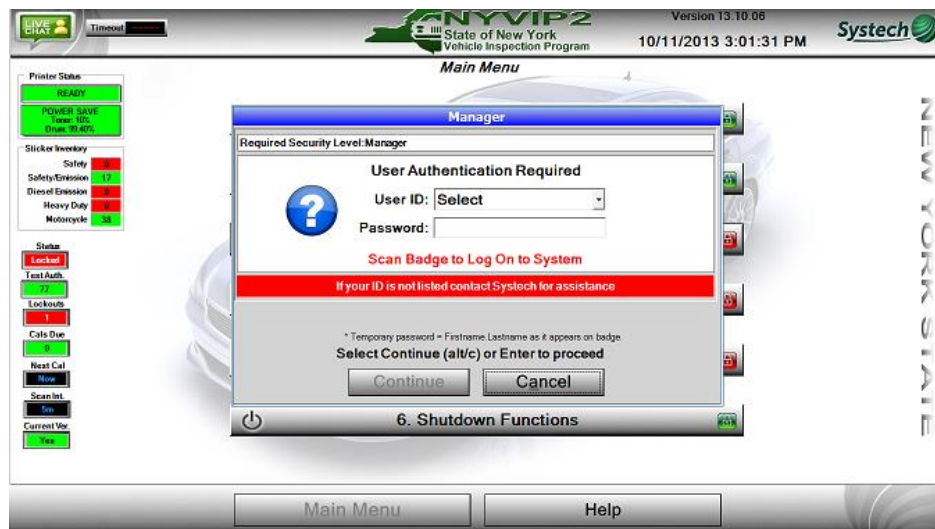 LIVE CHAT
Timeout
NYVIP2
State of New York
Vehicle Inspection Program
Version 13.10.06
10/11/2013 3:01:31 PM
Systech
Main Menu
Printer Status
READY
POWER SAVE
Toner: 10%
Drum: 99.40%
Sticker Inventory
Safety 0
Safety/Emission 17
Diesel Emission 0
Heavy Duty 0
Motorcycle 38
Status
Locked
Test Auth.
77
Lockouts
1
Cals Due
0
Next Cal
Now
Scan Int.
5m
Current Ver.
Yes
Manager
Required Security Level:Manager
User Authentication Required
User ID: Select
Password:
Scan Badge to Log On to System
If your ID is not listed contact Systech for assistance
* Temporary password = Firstname.Lastname as it appears on badge.
Select Continue (alt/c) or Enter to proceed
Continue Cancel
6. Shutdown Functions
NEW YORK STATE
Main Menu Help